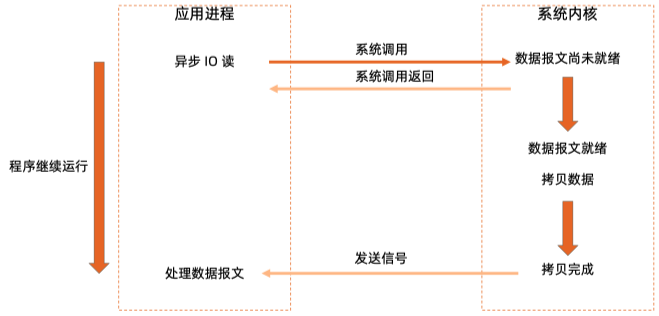 应用进程
系统内核
异步 IO 读
系统调用
数据报文尚未就绪
系统调用返回
数据报文就绪
程序继续运行
拷贝数据
发送信号
处理数据报文
拷贝完成